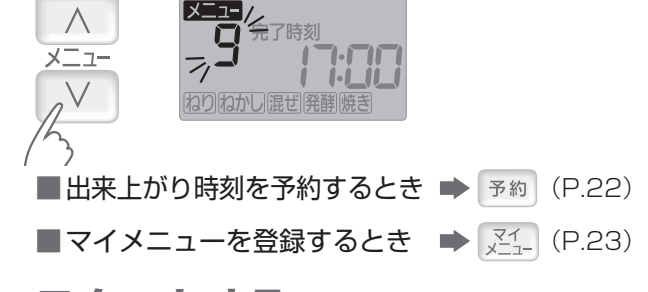 メニュー
メニュー
9 完了時刻
17:00
ねり ねかし 混ぜ 発酵 焼き
■出来上がり時刻を予約するとき ➡ 予約 (P.22)
■マイメニューを登録するとき ➡ マイメニュー (P.23)